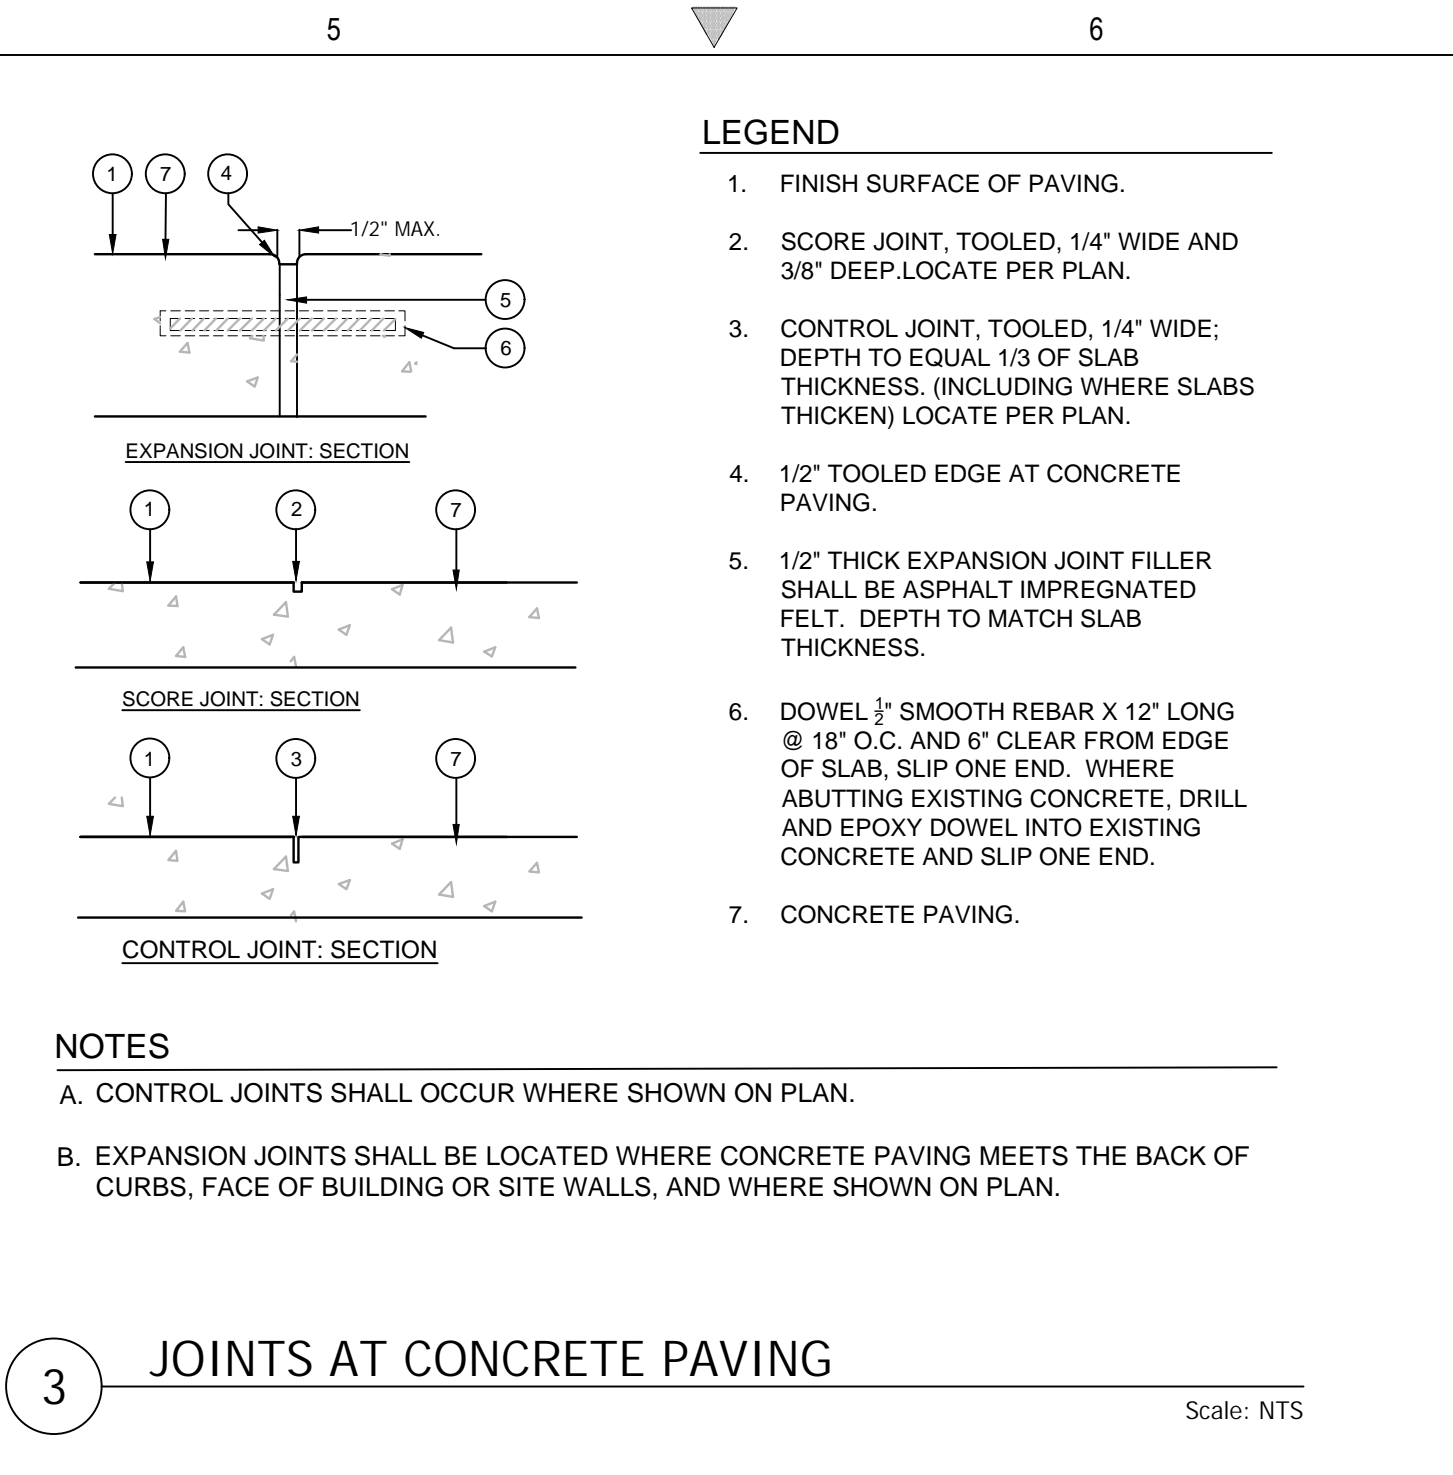 5
6
1
7
4
1/2" MAX.
5
6
EXPANSION JOINT: SECTION
1
2
7
SCORE JOINT: SECTION
1
3
7
CONTROL JOINT: SECTION
LEGEND
1. FINISH SURFACE OF PAVING.
2. SCORE JOINT, TOOLED, 1/4" WIDE AND
3/8" DEEP.LOCATE PER PLAN.
3. CONTROL JOINT, TOOLED, 1/4" WIDE;
DEPTH TO EQUAL 1/3 OF SLAB
THICKNESS. (INCLUDING WHERE SLABS
THICKEN) LOCATE PER PLAN.
4. 1/2" TOOLED EDGE AT CONCRETE
PAVING.
5. 1/2" THICK EXPANSION JOINT FILLER
SHALL BE ASPHALT IMPREGNATED
FELT. DEPTH TO MATCH SLAB
THICKNESS.
6. DOWEL 1/2" SMOOTH REBAR X 12" LONG
@ 18" O.C. AND 6" CLEAR FROM EDGE
OF SLAB, SLIP ONE END. WHERE
ABUTTING EXISTING CONCRETE, DRILL
AND EPOXY DOWEL INTO EXISTING
CONCRETE AND SLIP ONE END.
7. CONCRETE PAVING.
NOTES
A. CONTROL JOINTS SHALL OCCUR WHERE SHOWN ON PLAN.
B. EXPANSION JOINTS SHALL BE LOCATED WHERE CONCRETE PAVING MEETS THE BACK OF
CURBS, FACE OF BUILDING OR SITE WALLS, AND WHERE SHOWN ON PLAN.
3
JOINTS AT CONCRETE PAVING
Scale: NTS